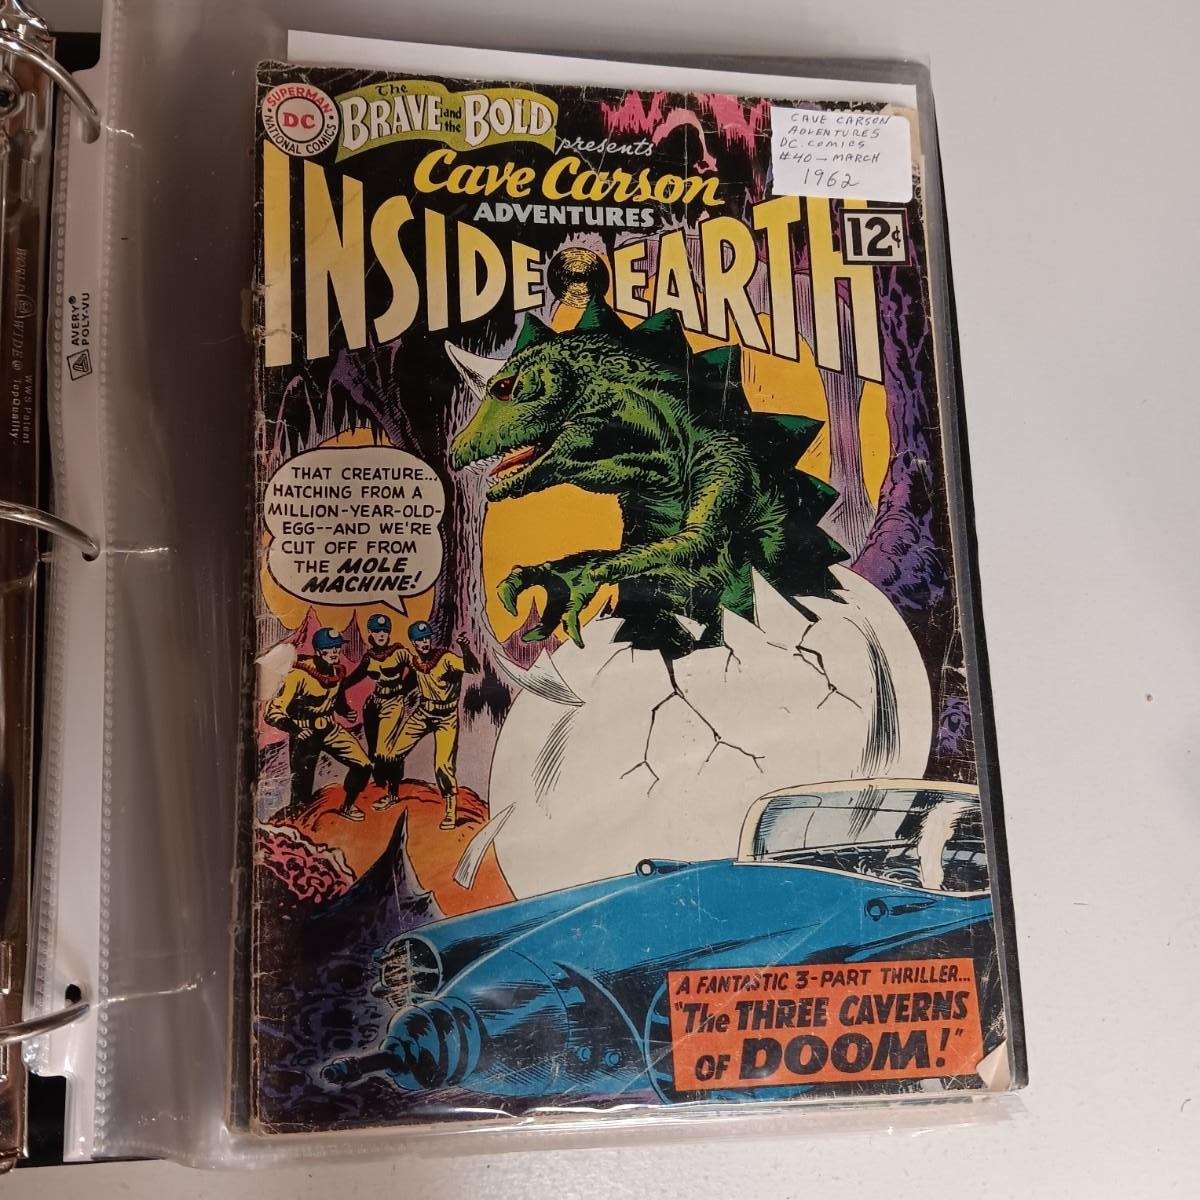 SUPERMAN
DC
NATIONAL COMICS
The
BRAVE and the BOLD
presents
Cave Carson
ADVENTURES
INSIDE EARTH
CAVE CARSON
ADVENTURES
DC. COMICS
#40 — MARCH
1962
12¢
THAT CREATURE...
HATCHING FROM A
MILLION-YEAR-OLD-
EGG--AND WE'RE
CUT OFF FROM
THE MOLE
MACHINE!
A FANTASTIC 3-PART THRILLER...
"The THREE CAVERNS
OF DOOM!"
AVERY®
POLY-VU